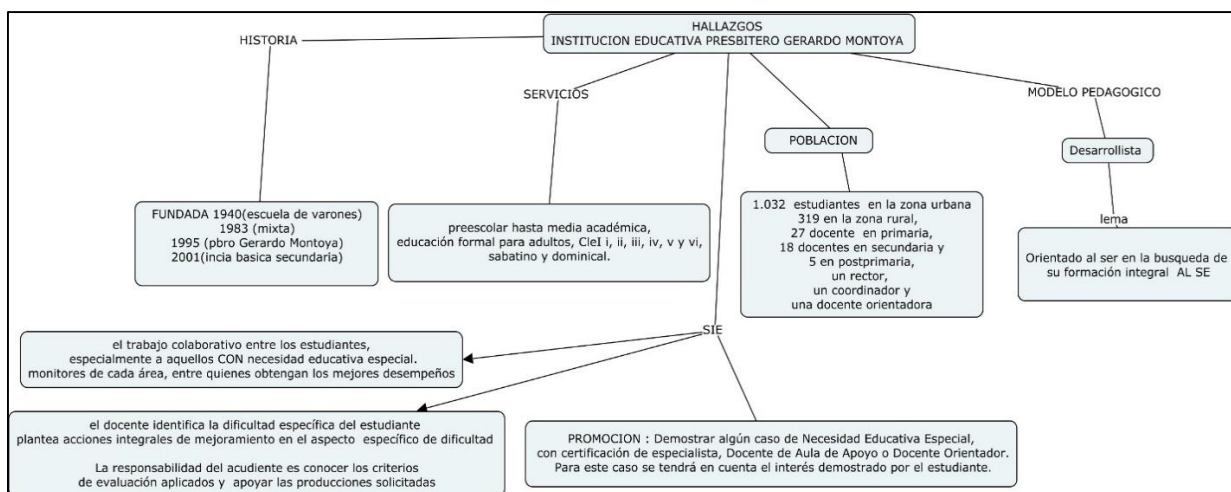 HALLAZGOS
INSTITUCION EDUCATIVA PRESBITERO GERARDO MONTOYA
HISTORIA
SERVICIOS
MODELO PEDAGOGICO
POBLACION
Desarrollista
FUNDADA 1940(escuela de varones)
1983 (mixta)
1995 (pbro Gerardo Montoya)
2001(incia basica secundaria)
preescolar hasta media académica,
educación formal para adultos, CleI i, ii, iii, iv, v y vi,
sabatino y dominical.
1.032 estudiantes en la zona urbana
319 en la zona rural,
27 docente en primaria,
18 docentes en secundaria y
5 en postprimaria,
un rector,
un coordinador y
una docente orientadora
lema
Orientado al ser en la busqueda de
su formación integral AL SE
SIE
el trabajo colaborativo entre los estudiantes,
especialmente a aquellos CON necesidad educativa especial.
monitores de cada área, entre quienes obtengan los mejores desempeños
el docente identifica la dificultad específica del estudiante
plantea acciones integrales de mejoramiento en el aspecto específico de dificultad
La responsabilidad del acudiente es conocer los criterios
de evaluación aplicados y apoyar las producciones solicitadas
PROMOCION : Demostrar algún caso de Necesidad Educativa Especial,
con certificación de especialista, Docente de Aula de Apoyo o Docente Orientador.
Para este caso se tendrá en cuenta el interés demostrado por el estudiante.